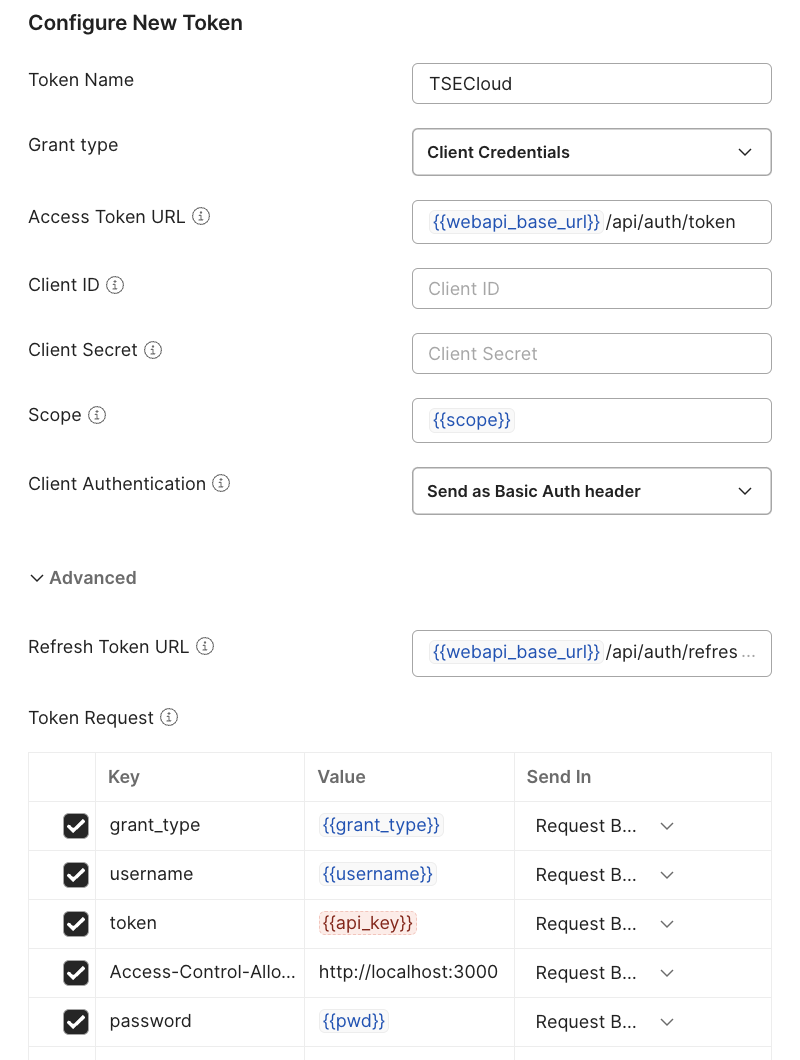 Configure New Token
Token Name
TSECloud
Grant type
Client Credentials
Access Token URL
{{webapi_base_url}} /api/auth/token
Client ID
Client ID
Client Secret
Client Secret
Scope
{{scope}}
Client Authentication
Send as Basic Auth header
Advanced
Refresh Token URL
{{webapi_base_url}} /api/auth/refres...
Token Request
Key Value Send In
grant_type {{grant_type}} Request B...
username {{username}} Request B...
token {{api_key}} Request B...
Access-Control-Allo... http://localhost:3000 Request B...
password {{pwd}} Request B...